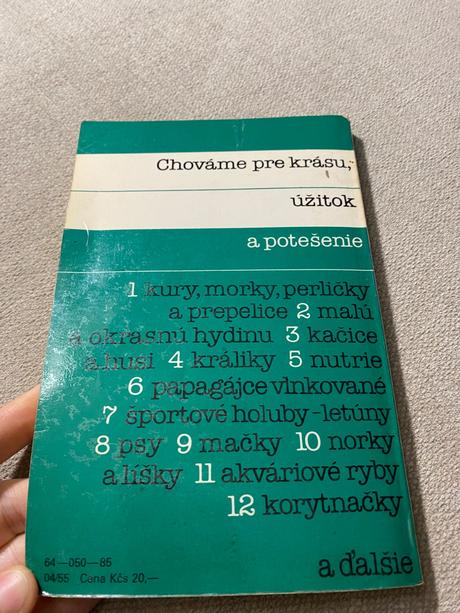 Chováme pre krásu,
úžitok
a potešenie
1 kury, morky, perličky
a prepelice 2 malú
a okrasnú hydinu 3 kačice
a husi 4 králiky 5 nutrie
6 papagájce vlnkované
7 športové holuby-letúny
8 psy 9 mačky 10 norky
a líšky 11 akváriové ryby
12 korytnačky
a ďalšie
64—050—85
04/55 Cena Kčs 20,—